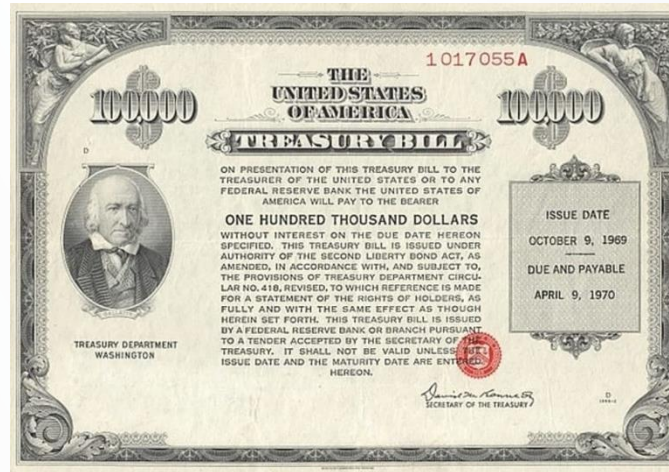 1017055A
THE
UNITED STATES
OF AMERICA
100,000
100,000
TREASURY BILL
D
ON PRESENTATION OF THIS TREASURY BILL TO THE
TREASURER OF THE UNITED STATES OR TO ANY
FEDERAL RESERVE BANK THE UNITED STATES OF
AMERICA WILL PAY TO THE BEARER
ONE HUNDRED THOUSAND DOLLARS
WITHOUT INTEREST ON THE DUE DATE HEREON
SPECIFIED. THIS TREASURY BILL IS ISSUED UNDER
AUTHORITY OF THE SECOND LIBERTY BOND ACT, AS
AMENDED, IN ACCORDANCE WITH, AND SUBJECT TO,
THE PROVISIONS OF TREASURY DEPARTMENT CIRCU-
LAR NO. 418, REVISED, TO WHICH REFERENCE IS MADE
FOR A STATEMENT OF THE RIGHTS OF HOLDERS, AS
FULLY AND WITH THE SAME EFFECT AS THOUGH
HEREIN SET FORTH. THIS TREASURY BILL IS ISSUED
BY A FEDERAL RESERVE BANK OR BRANCH PURSUANT
TO A TENDER ACCEPTED BY THE SECRETARY OF THE
TREASURY. IT SHALL NOT BE VALID UNLESS THE
ISSUE DATE AND THE MATURITY DATE ARE ENTERED
HEREON.
ISSUE DATE
OCTOBER 9, 1969
DUE AND PAYABLE
APRIL 9, 1970
TREASURY DEPARTMENT
WASHINGTON
David M. Kennedy
SECRETARY OF THE TREASURY
D